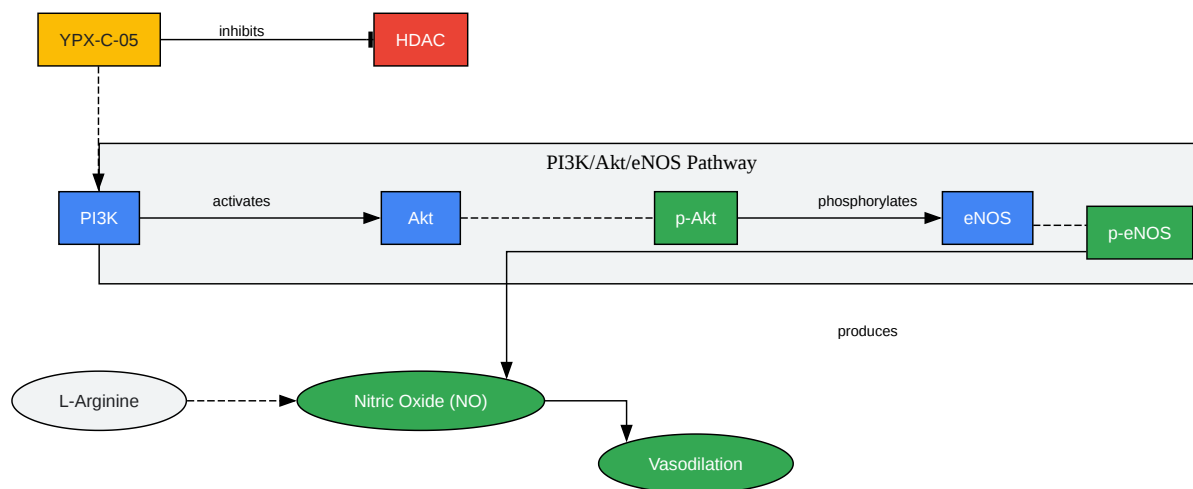 YPX-C-05
inhibits
HDAC
PI3K/Akt/eNOS Pathway
PI3K
activates
Akt
p-Akt
phosphorylates
eNOS
p-eNOS
produces
L-Arginine
Nitric Oxide (NO)
Vasodilation